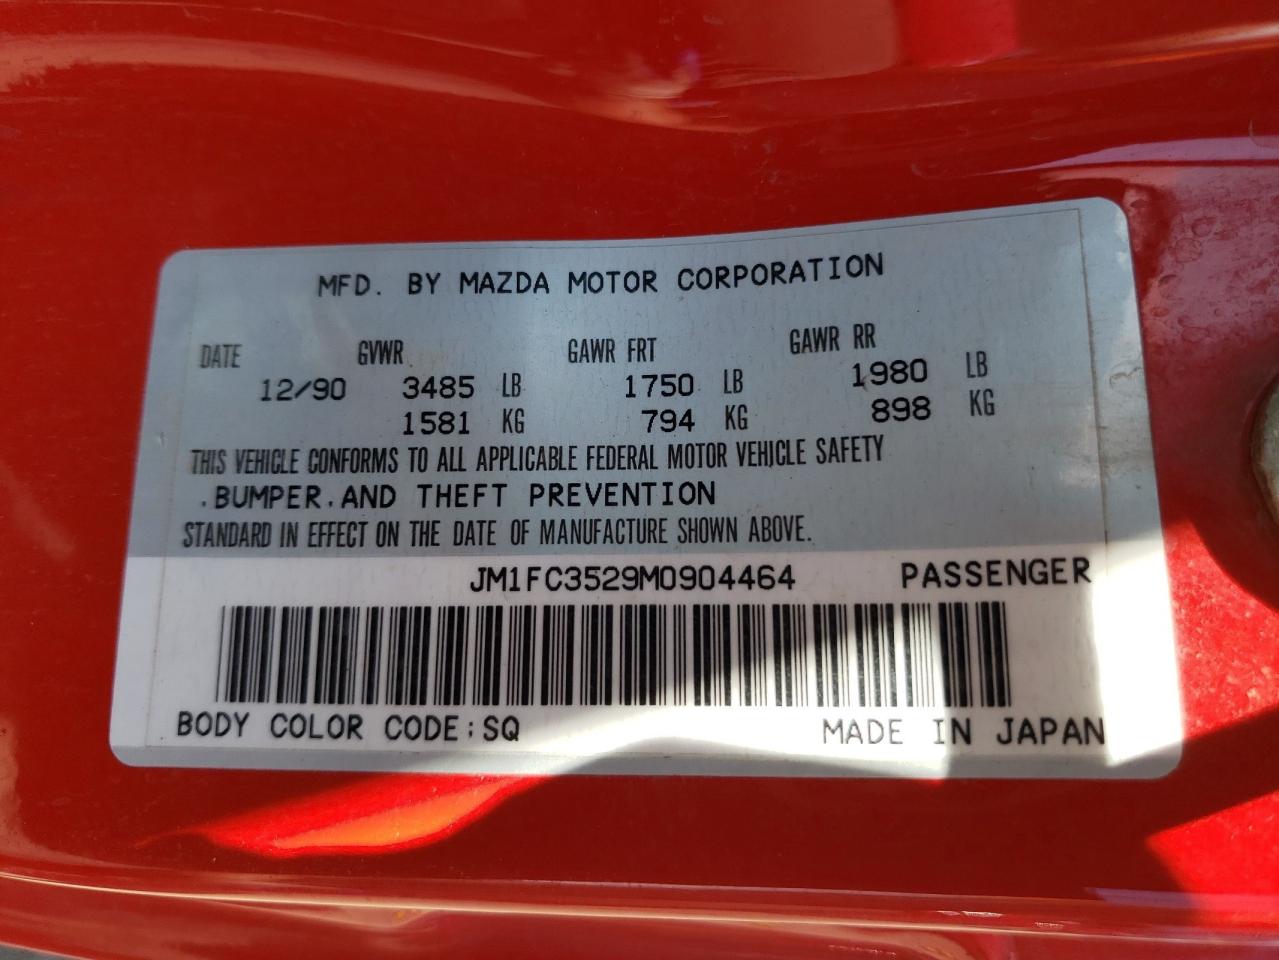 MFD. BY MAZDA MOTOR CORPORATION
DATE GVWR GAWR FRT GAWR RR
12/90 3485 LB 1750 LB 1980 LB
1581 KG 794 KG 898 KG
THIS VEHICLE CONFORMS TO ALL APPLICABLE FEDERAL MOTOR VEHICLE SAFETY
.BUMPER.AND THEFT PREVENTION
STANDARD IN EFFECT ON THE DATE OF MANUFACTURE SHOWN ABOVE.
JM1FC3529M0904464 PASSENGER
BODY COLOR CODE:SQ MADE IN JAPAN